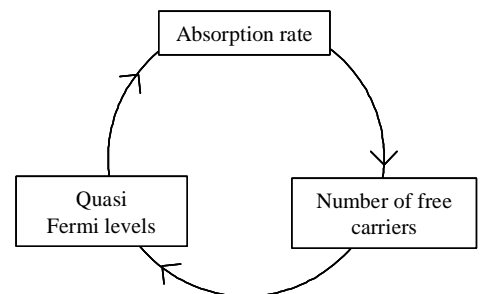 Absorption rate
Quasi
Fermi levels
Number of free
carriers